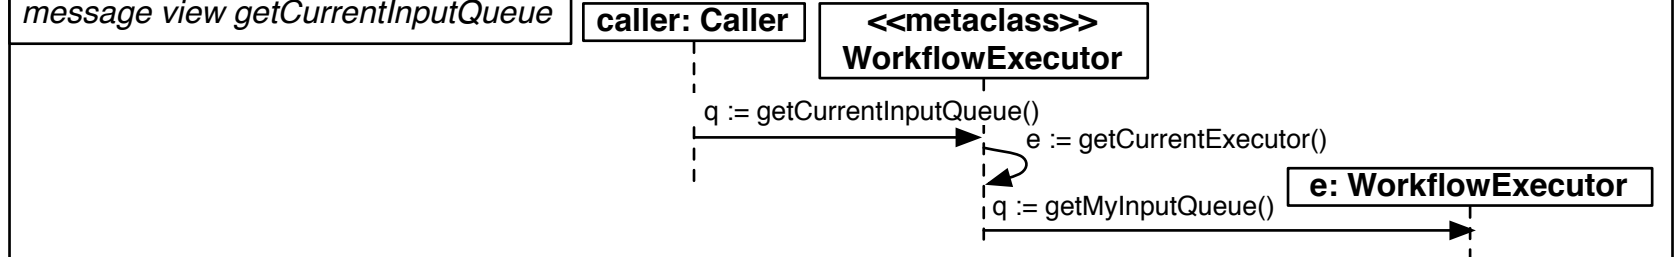 message view getCurrentInputQueue
caller: Caller
<<metaclass>>
WorkflowExecutor
q := getCurrentInputQueue()
e := getCurrentExecutor()
e: WorkflowExecutor
q := getMyInputQueue()